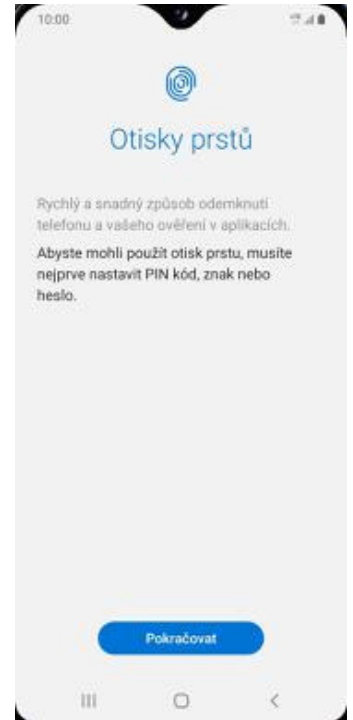 10:00
Otisky prstů
Rychlý a snadný způsob odemknutí
telefonu a vašeho ověření v aplikacích.
Abyste mohli použít otisk prstu, musíte
nejprve nastavit PIN kód, znak nebo
heslo.
Pokračovat